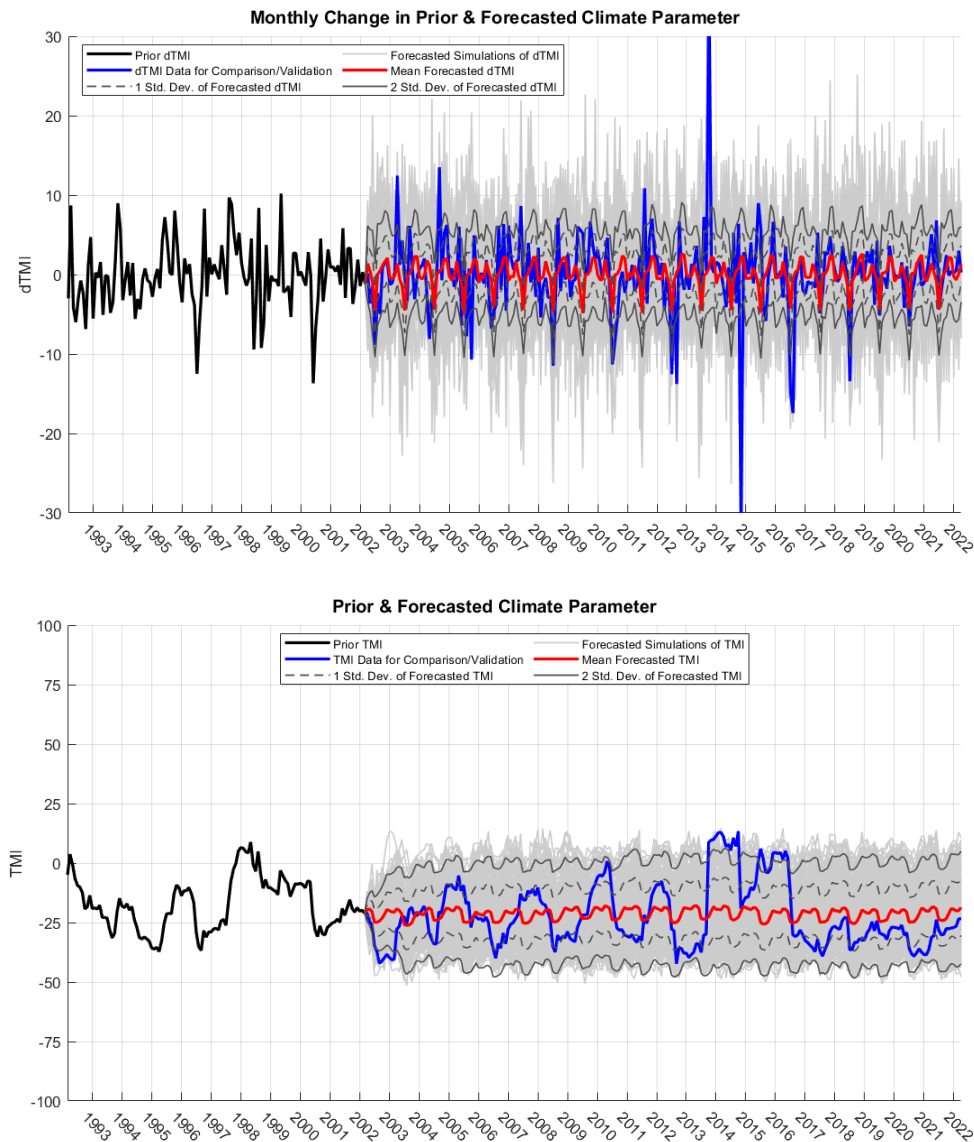 Monthly Change in Prior & Forecasted Climate Parameter
30
20
10
0
-10
-20
-30
dTMI
Prior dTMI
dTMI Data for Comparison/Validation
1 Std. Dev. of Forecasted dTMI
Forecasted Simulations of dTMI
Mean Forecasted dTMI
2 Std. Dev of Forecasted dTMI
1993 1994 1995 1996 1997 1998 1999 2000 2001 2002 2003 2004 2005 2006 2007 2008 2009 2010 2011 2012 2013 2014 2015 2016 2017 2018 2019 2020 2021 2022
Prior & Forecasted Climate Parameter
100
75
50
25
0
-25
-50
-75
-100
TMI
Prior TMI
TMI Data for Comparison/Validation
1 Std. Dev. of Forecasted TMI
Forecasted Simulations of TMI
Mean Forecasted TMI
2 Std. Dev. of Forecasted TMI
1993 1994 1995 1996 1997 1998 1999 2000 2001 2002 2003 2004 2005 2006 2007 2008 2009 2010 2011 2012 2013 2014 2015 2016 2017 2018 2019 2020 2021 2022